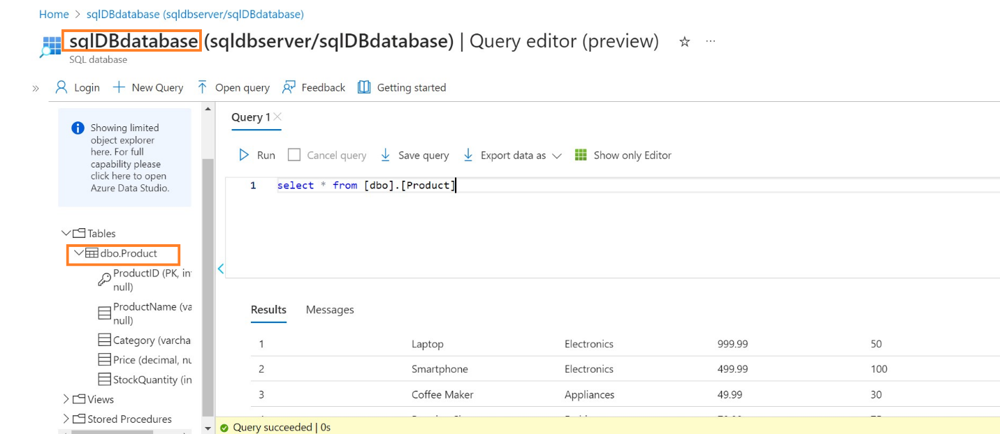 Home > sqlDBdatabase (sqldbserver/sqlDBdatabase)
sqlDBdatabase (sqldbserver/sqlDBdatabase) | Query editor (preview) ☆ ...
SQL database
» Login + New Query Open query Feedback Getting started
Showing limited
object explorer
here. For full
capability please
click here to open
Azure Data Studio.
Tables
dbo.Product
ProductID (PK, in
null)
ProductName (va
null)
Category (varcha
Price (decimal, nu
StockQuantity (in
Views
Stored Procedures
Query 1 ×
Run Cancel query Save query Export data as Show only Editor
1 select * from [dbo].[Product]
Results Messages
1 Laptop Electronics 999.99 50
2 Smartphone Electronics 499.99 100
3 Coffee Maker Appliances 49.99 30
Query succeeded | 0s